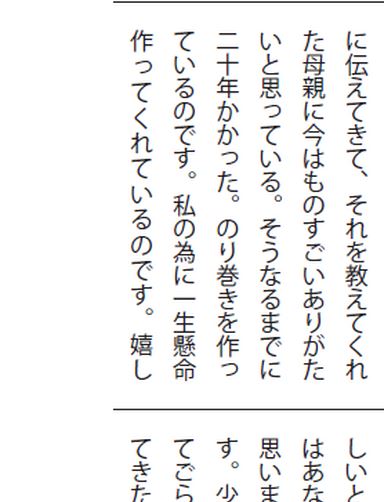 に伝えてきて、それを教えてくれ
た母親に今はものすごいありがた
いと思っている。そうなるまでに
二十年かかった。のり巻きを作っ
ているのです。私の為に一生懸命
作ってくれているのです。嬉し
しいと
はあな
思いま
す。少
てごら
てきた